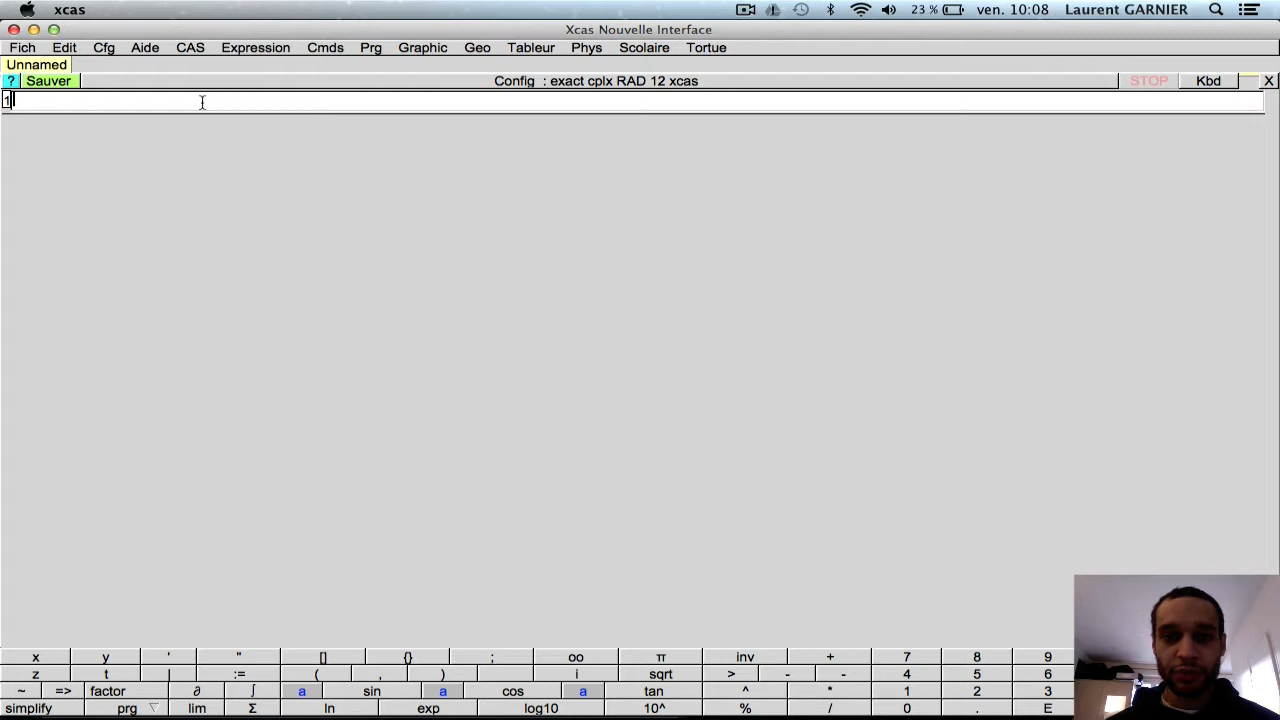 xcas 23 % ven. 10:08 Laurent GARNIER
Xcas Nouvelle Interface
Fich Edit Cfg Aide CAS Expression Cmds Prg Graphic Geo Tableur Phys Scolaire Tortue
Unnamed
? Sauver Config : exact cplx RAD 12 xcas STOP Kbd X
1
x y ' " [] {} ; oo π inv + 7 8 9
z t | := ( , ) i sqrt > - - 4 5 6
~ => factor ∂ ∫ a sin a cos a tan ^ * 1 2 3
simplify prg lim Σ ln exp log10 10^ % / 0 . E